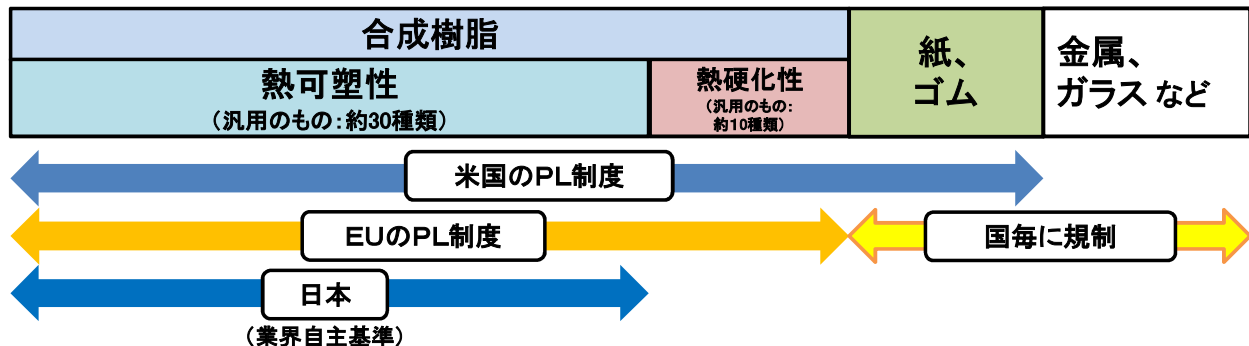 合成樹脂
熱可塑性
（汎用のもの：約30種類）
熱硬化性
（汎用のもの：
約10種類）
紙、
ゴム
金属、
ガラス など
米国のPL制度
EUのPL制度
国毎に規制
日本
（業界自主基準）